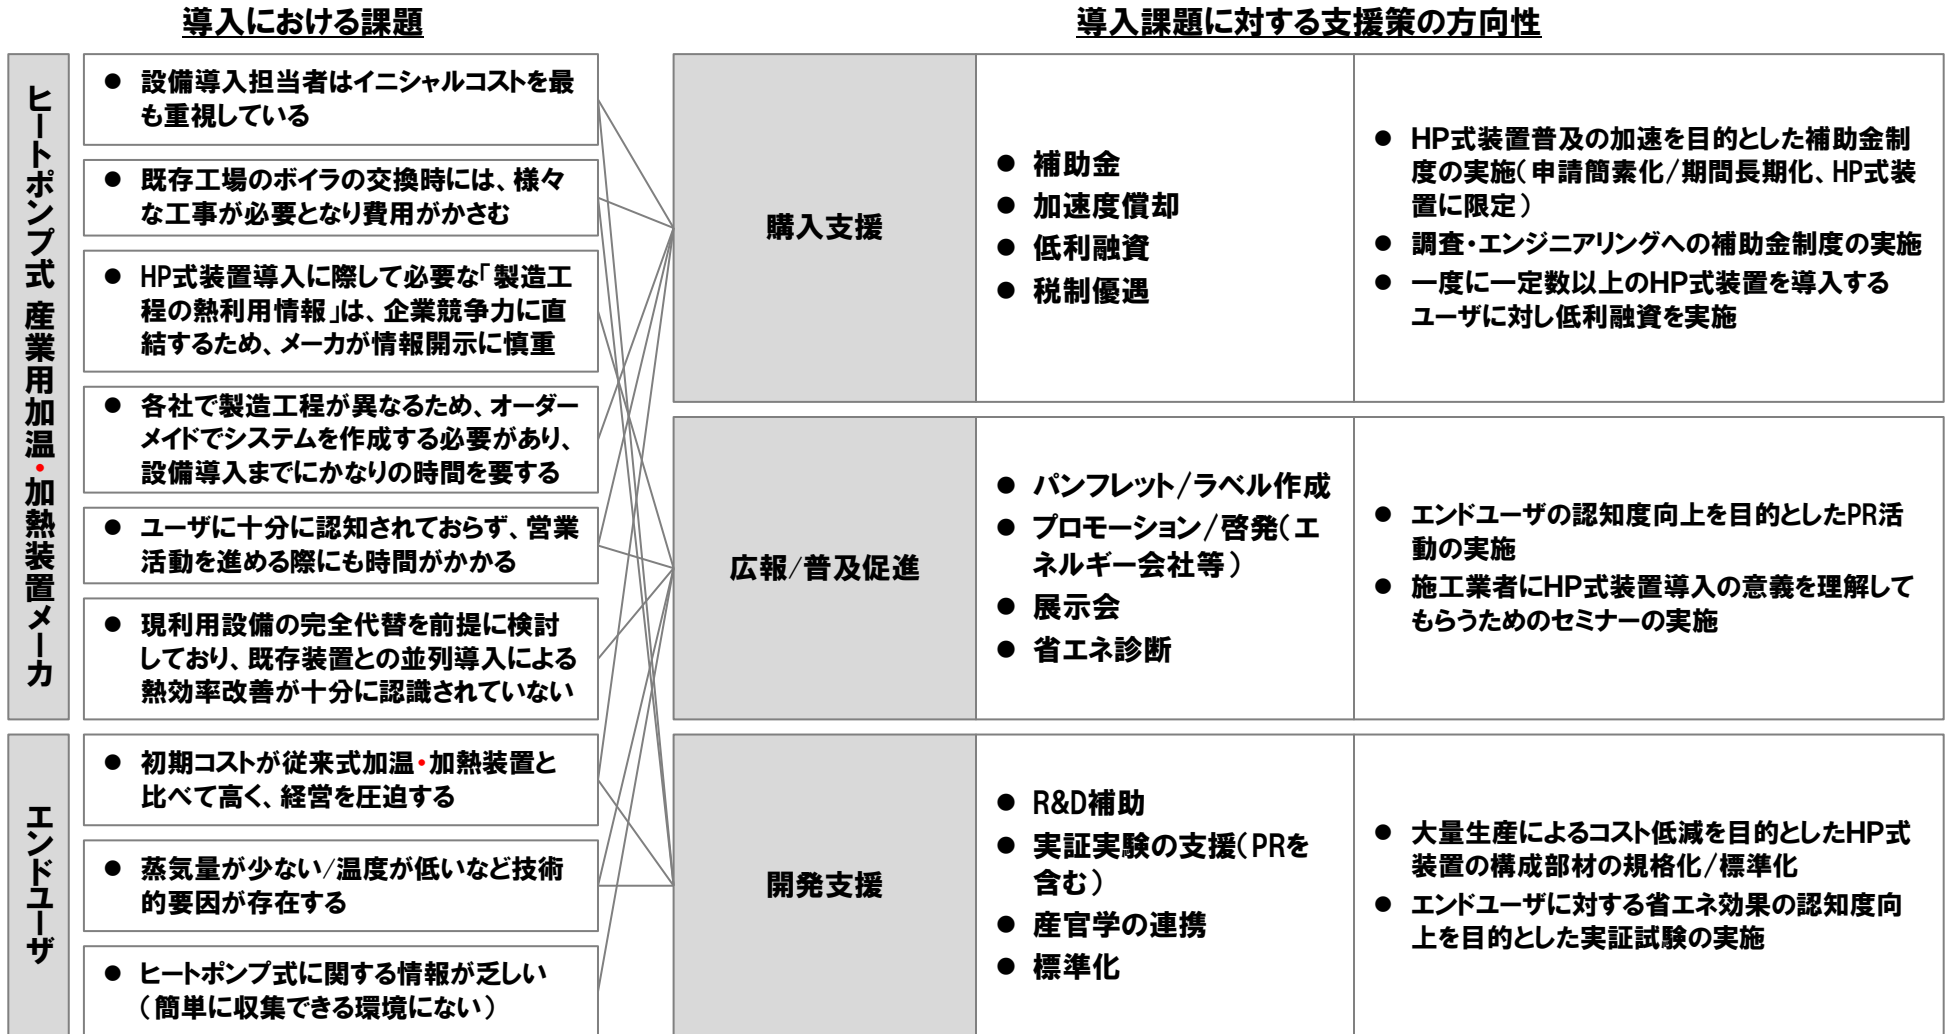 導入における課題
導入課題に対する支援策の方向性
ヒートポンプ式 産業用加温・加熱装置メーカ
● 設備導入担当者はイニシャルコストを最
も重視している
● 既存工場のボイラの交換時には、様々
な工事が必要となり費用がかさむ
● HP式装置導入に際して必要な「製造工
程の熱利用情報」は、企業競争力に直
結するため、メーカが情報開示に慎重
● 各社で製造工程が異なるため、オーダー
メイドでシステムを作成する必要があり、
設備導入までにかなりの時間を要する
● ユーザに十分に認知されておらず、営業
活動を進める際にも時間がかかる
● 現利用設備の完全代替を前提に検討
しており、既存装置との並列導入による
熱効率改善が十分に認識されていない
エンドユーザ
● 初期コストが従来式加温・加熱装置と
比べて高く、経営を圧迫する
● 蒸気量が少ない/温度が低いなど技術
的要因が存在する
● ヒートポンプ式に関する情報が乏しい
(簡単に収集できる環境にない)
購入支援
● 補助金
● 加速度償却
● 低利融資
● 税制優遇
● HP式装置普及の加速を目的とした補助金制
度の実施(申請簡素化/期間長期化、HP式装
置に限定)
● 調査・エンジニアリングへの補助金制度の実施
● 一度に一定数以上のHP式装置を導入する
ユーザに対し低利融資を実施
広報/普及促進
● パンフレット/ラベル作成
● プロモーション/啓発(エ
ネルギー会社等)
● 展示会
● 省エネ診断
● エンドユーザの認知度向上を目的としたPR活
動の実施
● 施工業者にHP式装置導入の意義を理解して
もらうためのセミナーの実施
開発支援
● R&D補助
● 実証実験の支援(PRを
含む)
● 産官学の連携
● 標準化
● 大量生産によるコスト低減を目的としたHP式
装置の構成部材の規格化/標準化
● エンドユーザに対する省エネ効果の認知度向
上を目的とした実証試験の実施